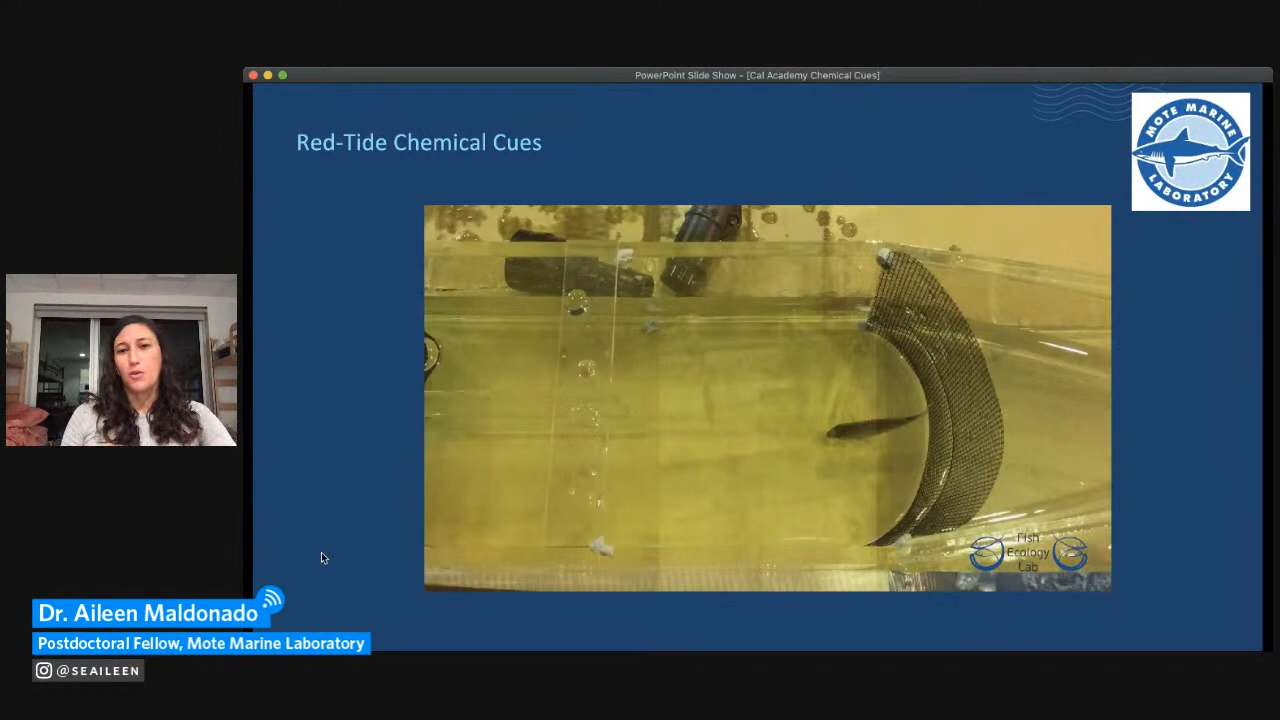 PowerPoint Slide Show – [Cal Academy Chemical Cues]
Red-Tide Chemical Cues
MOTE MARINE
LABORATORY
Fish
Ecology
Lab
Dr. Aileen Maldonado
Postdoctoral Fellow, Mote Marine Laboratory
@SEAILEEN